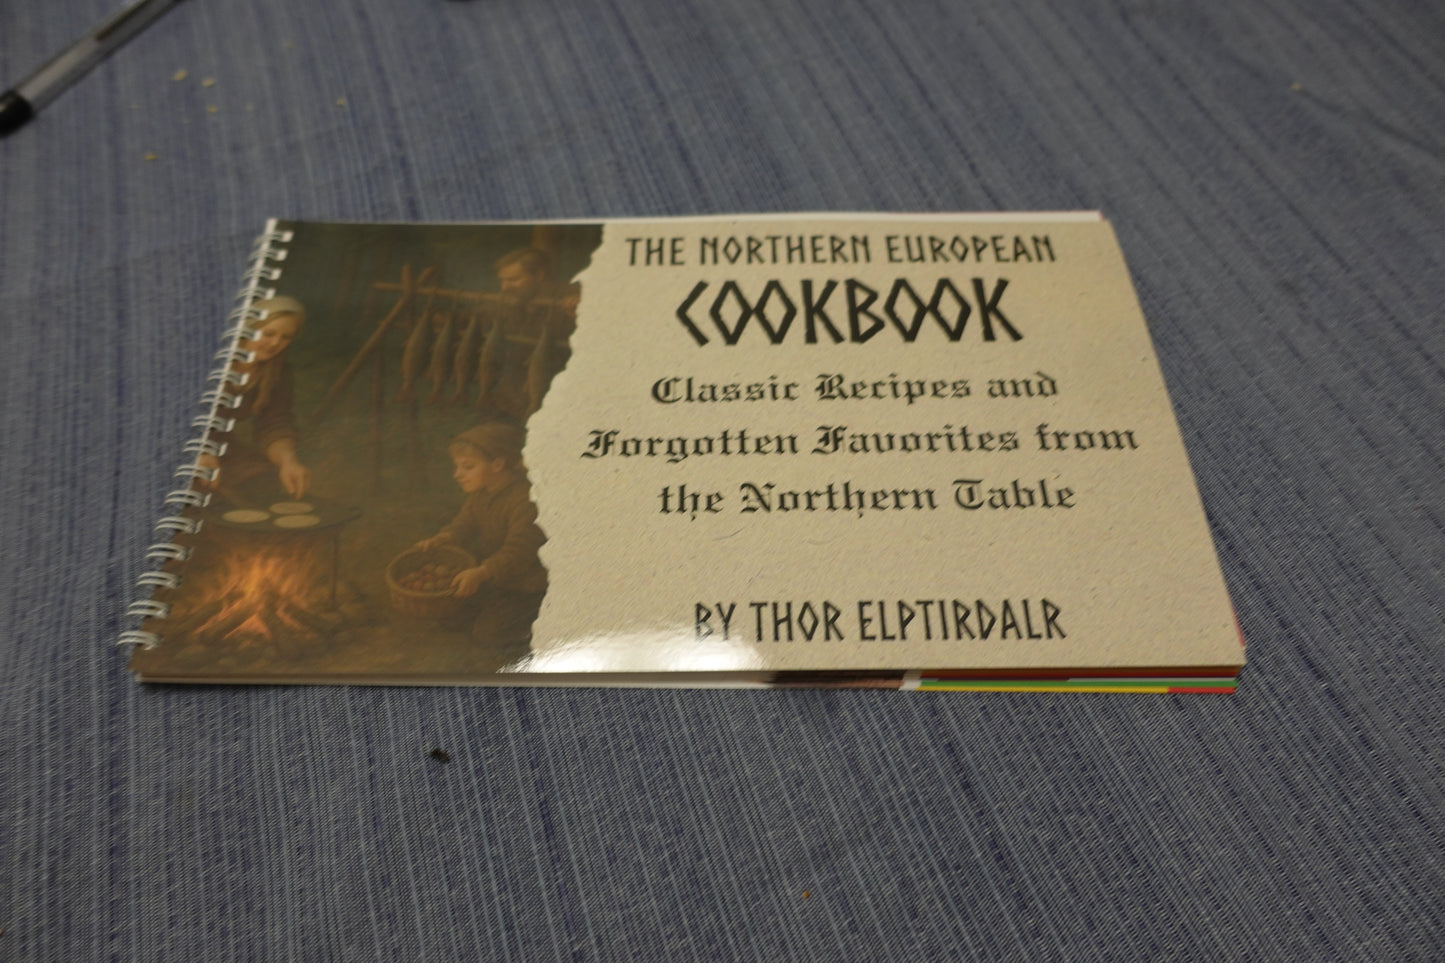 THE NORTHERN EUROPEAN
COOKBOOK
Classic Recipes and
Forgotten Favorites from
the Northern Table
BY THOR ELPTIRDALR